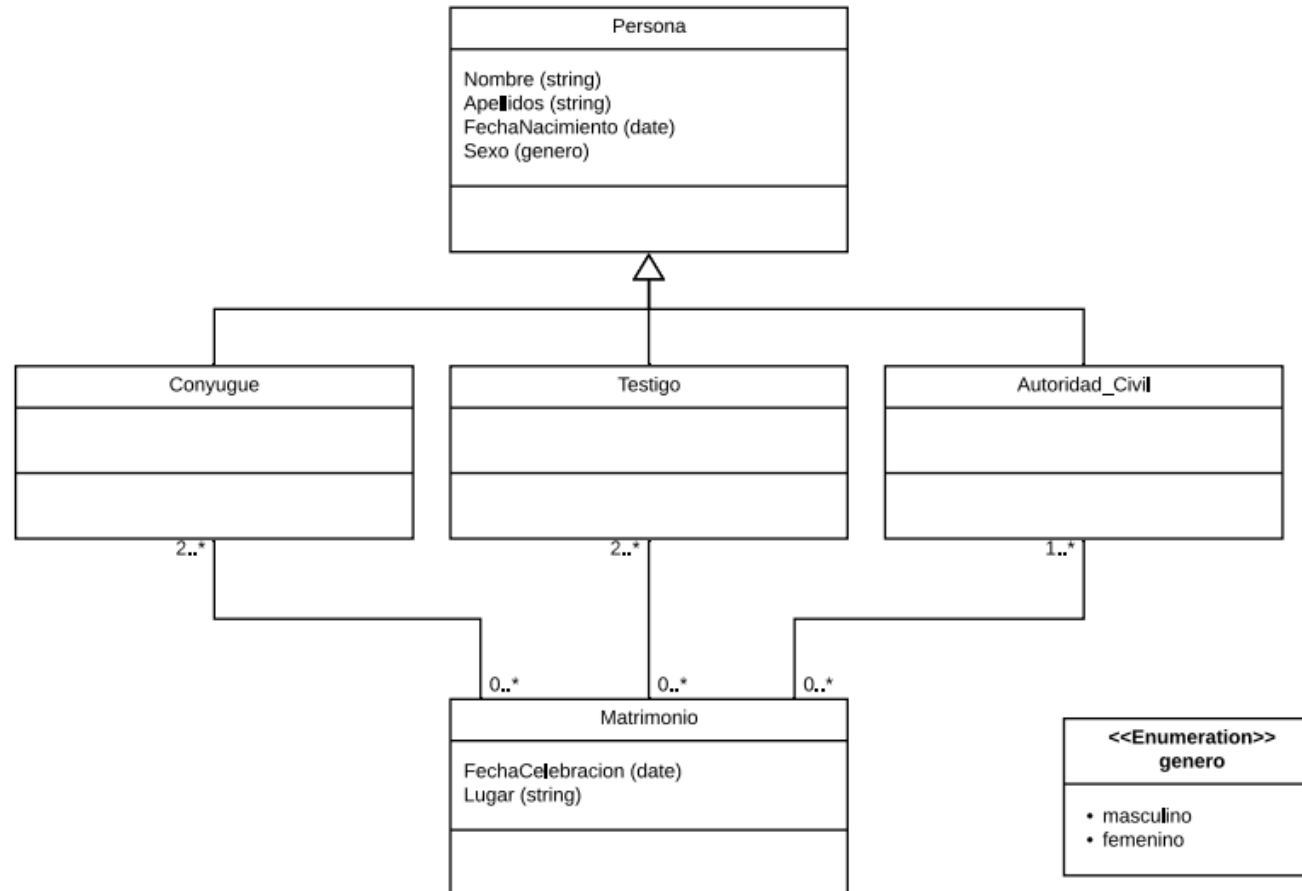 Persona
Nombre (string)
Apellidos (string)
FechaNacimiento (date)
Sexo (genero)
Conyugue
Testigo
Autoridad_Civil
2..*
2..*
1..*
0..*
0..*
0..*
Matrimonio
FechaCelebracion (date)
Lugar (string)
<<Enumeration>>
genero
• masculino
• femenino